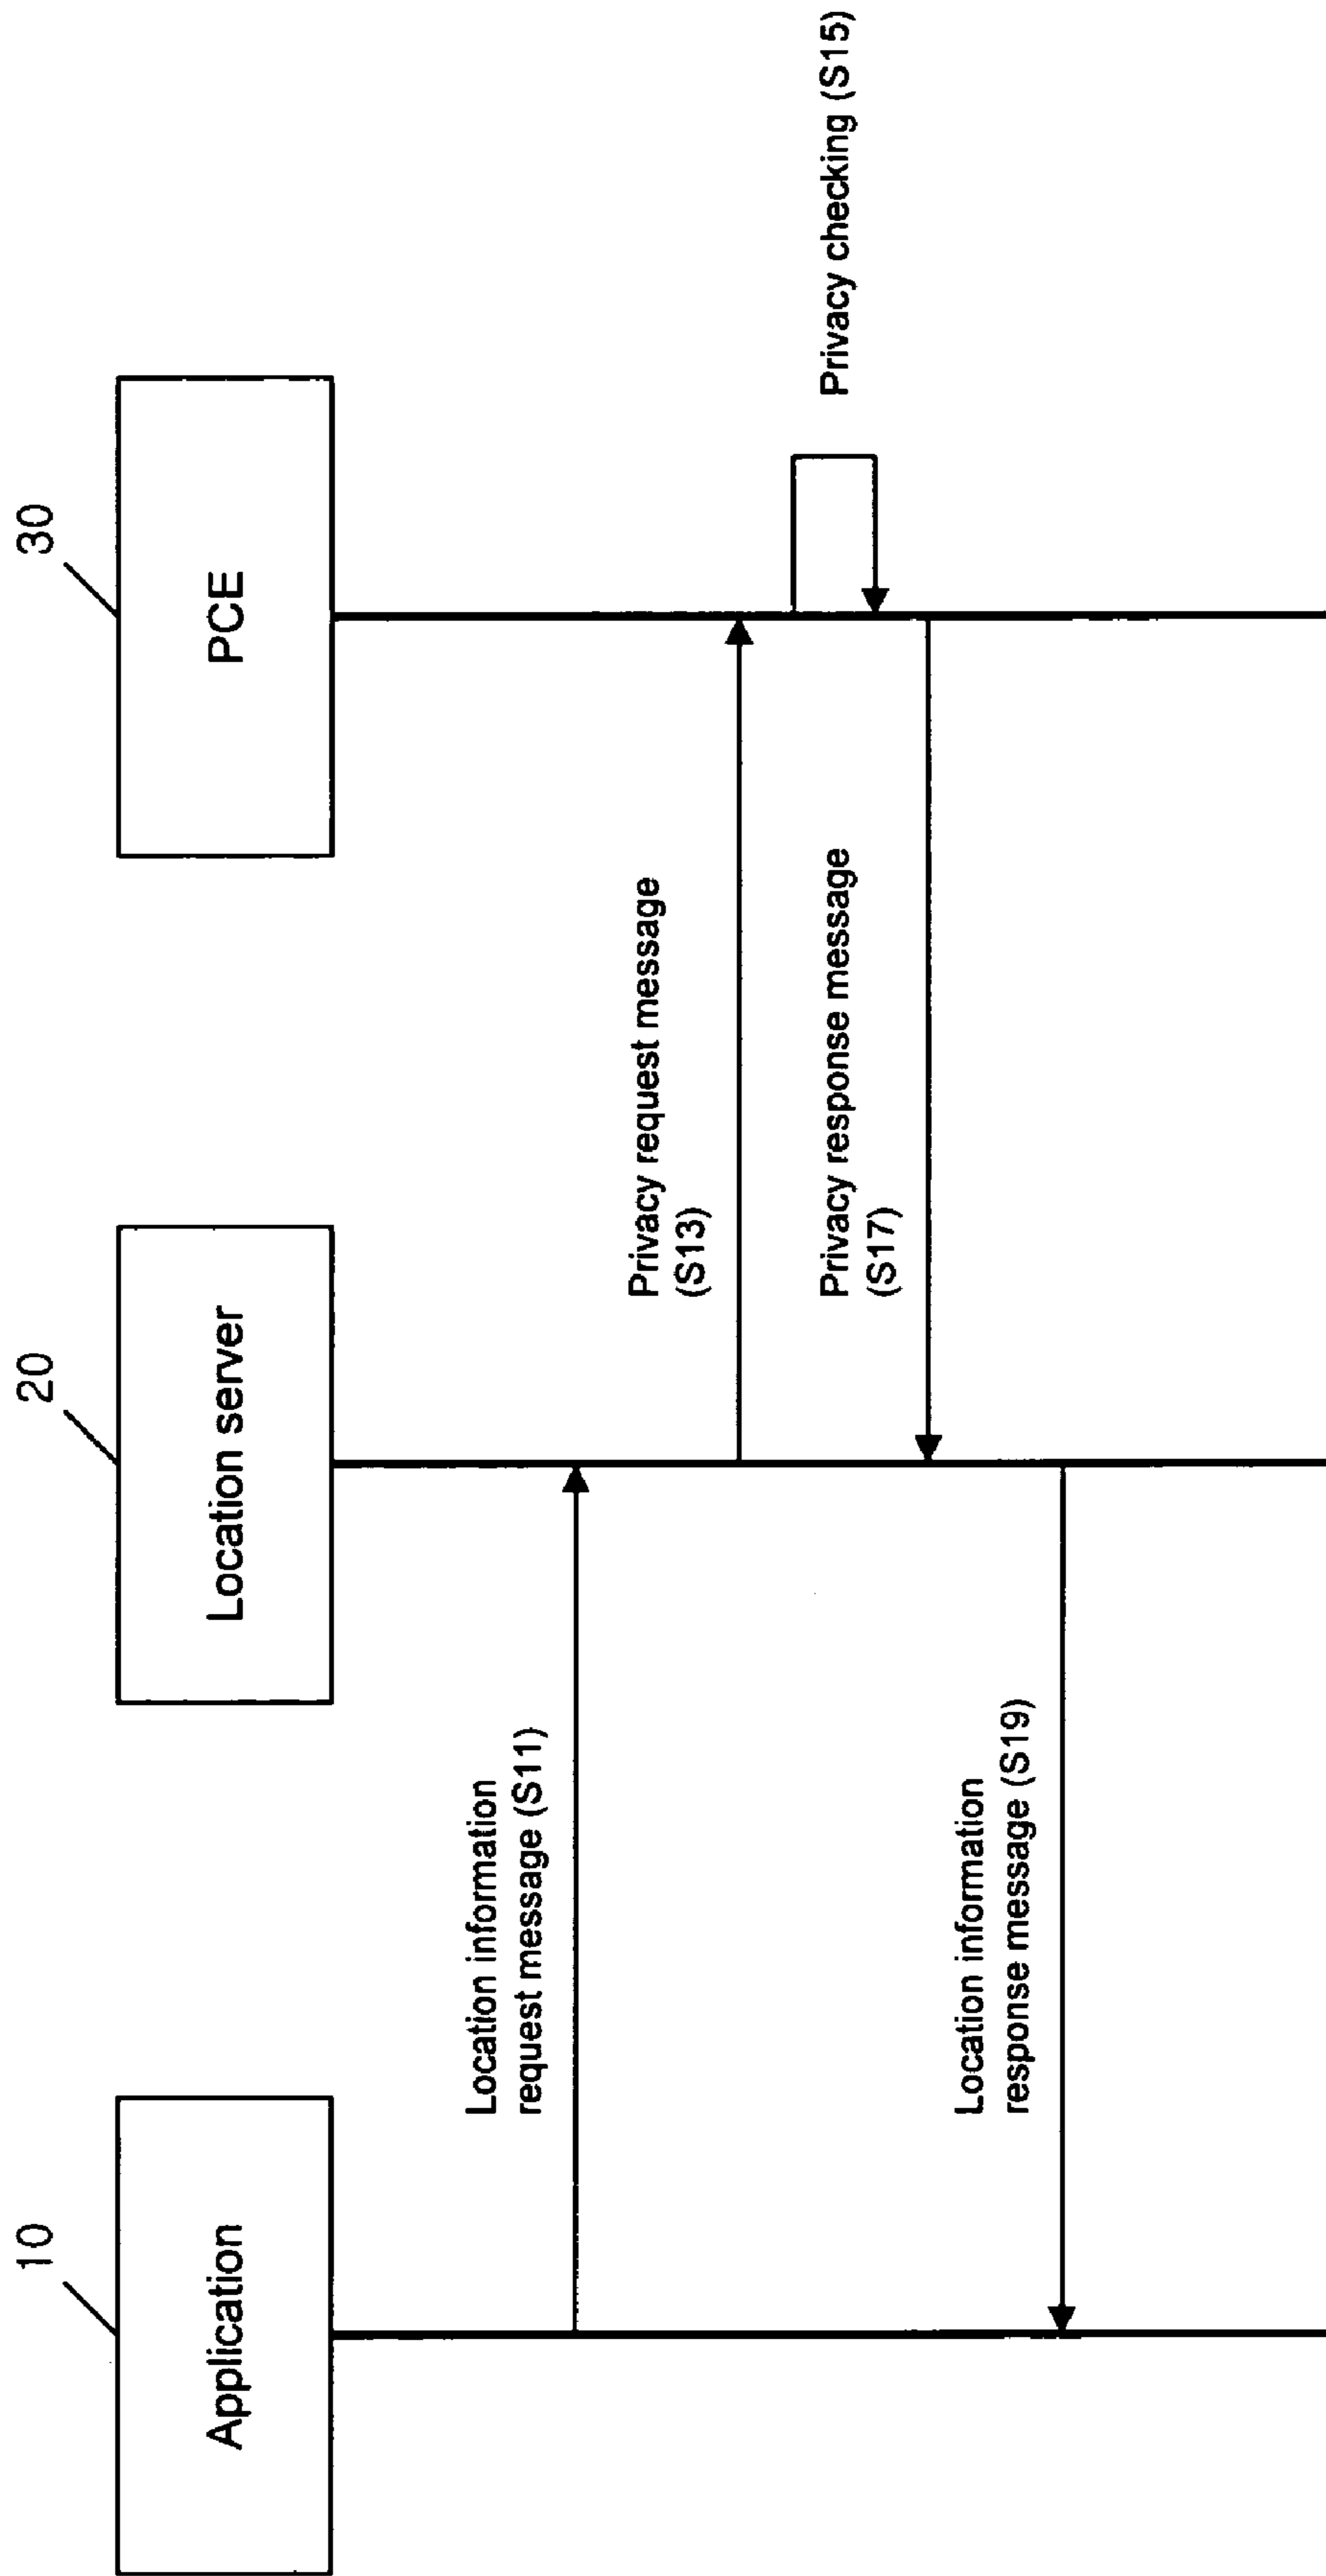 10
Application
20
Location server
30
PCE
Location information
request message (S11)
Privacy request message
(S13)
Privacy checking (S15)
Privacy response message
(S17)
Location information
response message (S19)